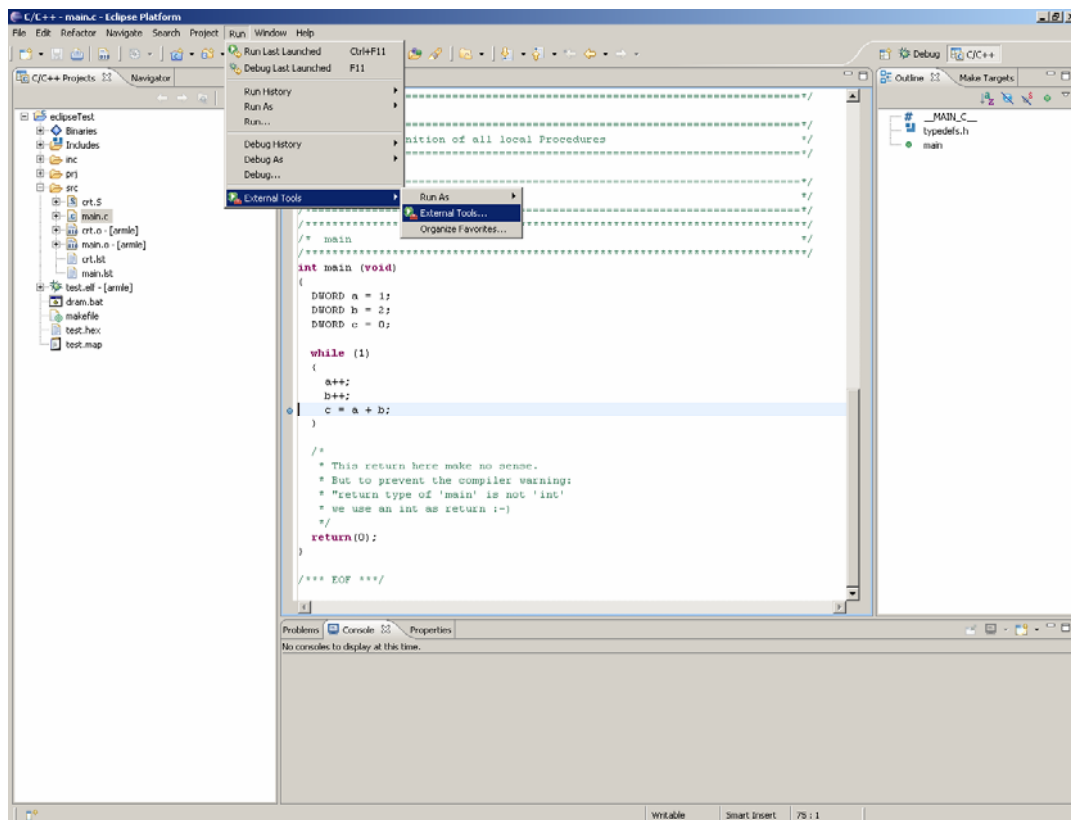 C/C++ - main.c - Eclipse Platform
File Edit Refactor Navigate Search Project Run Window Help
Run Last Launched Ctrl+F11
Debug Last Launched F11
Run History
Run As
Run...
Debug History
Debug As
Debug...
External Tools
Run As
External Tools...
Organize Favorites...
Debug C/C++
C/C++ Projects Navigator
eclipseTest
Binaries
Includes
inc
prj
src
crt.S
main.c
crt.o - [armle]
main.o - [armle]
crt.lst
main.lst
test.elf - [armle]
dram.bat
makefile
test.hex
test.map
nition of all local Procedures */
/* main */
int main (void)
{
DWORD a = 1;
DWORD b = 2;
DWORD c = 0;
while (1)
{
a++;
b++;
c = a + b;
}
/*
* This return here make no sense.
* But to prevent the compiler warning:
* "return type of 'main' is not 'int'
* we use an int as return :-)
*/
return(0);
}
/*** EOF ***/
Outline Make Targets
# __MAIN_C__
typedefs.h
main
Problems Console Properties
No consoles to display at this time.
Writable Smart Insert 75 : 1